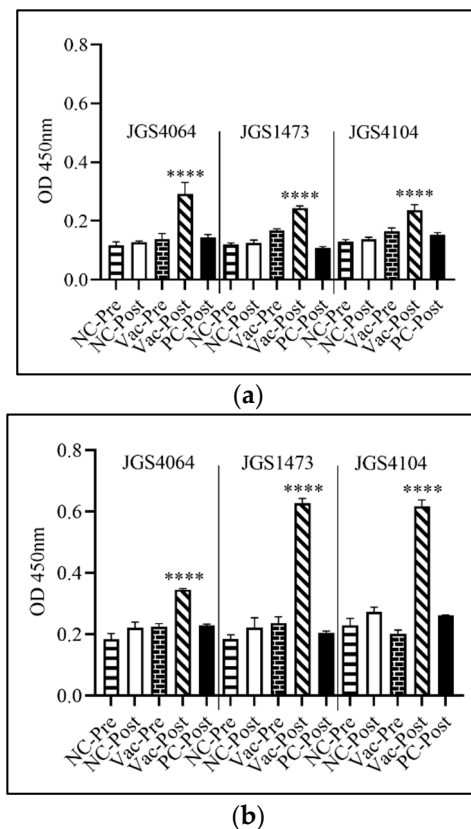 0.8
0.6
0.4
0.2
0.0
OD 450nm
JGS4064 JGS1473 JGS4104
**** **** ****
NC-Pre NC-Post Vac-Pre Vac-Post PC-Post NC-Pre NC-Post Vac-Pre Vac-Post PC-Post NC-Pre NC-Post Vac-Pre Vac-Post PC-Post
(a)
0.8
0.6
0.4
0.2
0.0
OD 450nm
JGS4064 JGS1473 JGS4104
**** **** ****
NC-Pre NC-Post Vac-Pre Vac-Post PC-Post NC-Pre NC-Post Vac-Pre Vac-Post PC-Post NC-Pre NC-Post Vac-Pre Vac-Post PC-Post
(b)